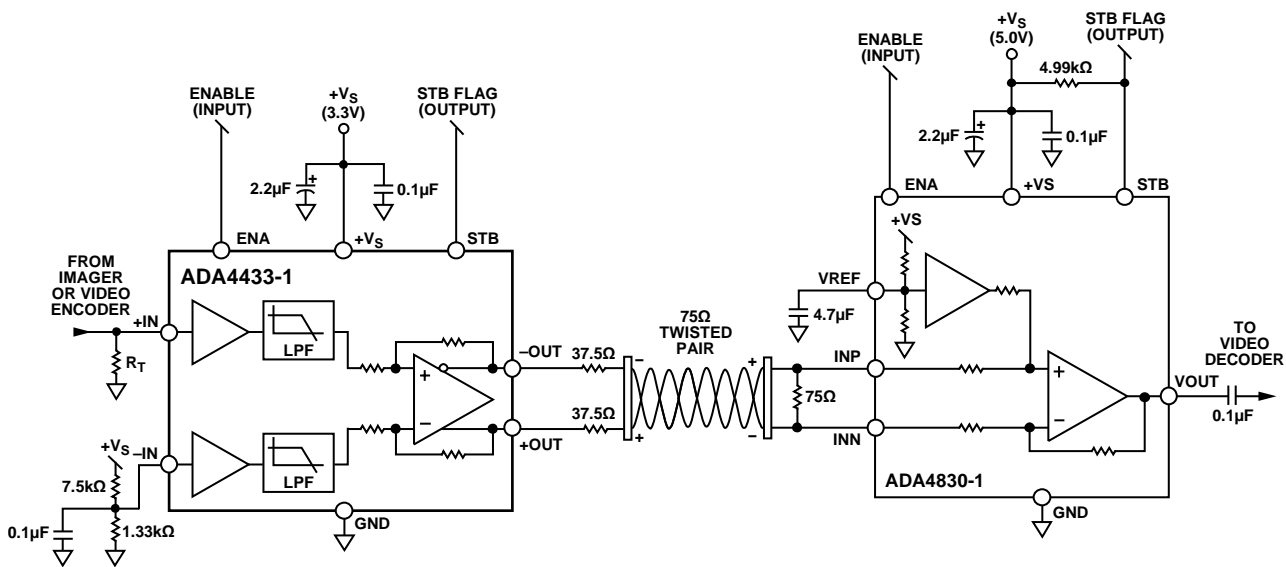 ENABLE
(INPUT)
+VS
(3.3V)
STB FLAG
(OUTPUT)
2.2µF
+
0.1µF
ENA
+VS
STB
FROM
IMAGER
OR VIDEO
ENCODER
+IN
RT
ADA4433-1
LPF
+
–
–OUT
+OUT
LPF
+VS
–IN
7.5kΩ
0.1µF
1.33kΩ
GND
37.5Ω
37.5Ω
75Ω
TWISTED
PAIR
–
+
+
–
75Ω
ENABLE
(INPUT)
+VS
(5.0V)
STB FLAG
(OUTPUT)
4.99kΩ
2.2µF
+
0.1µF
ENA
+VS
STB
+VS
VREF
4.7µF
INP
INN
+
–
VOUT
TO
VIDEO
DECODER
0.1µF
ADA4830-1
GND